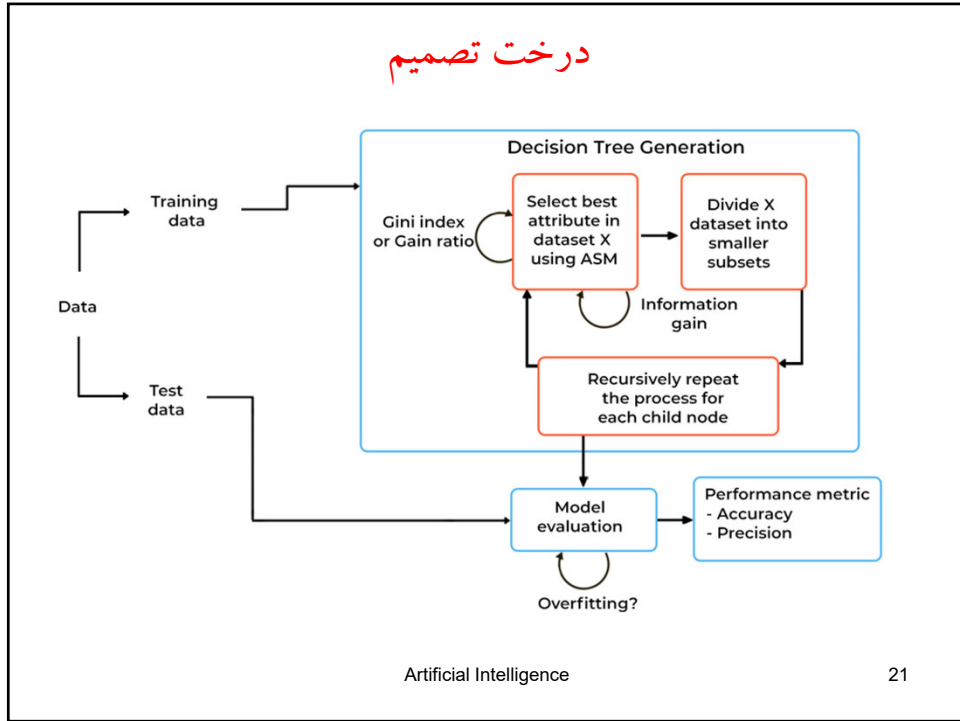 درخت تصمیم
Decision Tree Generation
Training
data
Gini index
or Gain ratio
Select best
attribute in
dataset X
using ASM
Divide X
dataset into
smaller
subsets
Information
gain
Data
Recursively repeat
the process for
each child node
Test
data
Model
evaluation
Performance metric
- Accuracy
- Precision
Overfitting?
Artificial Intelligence
21